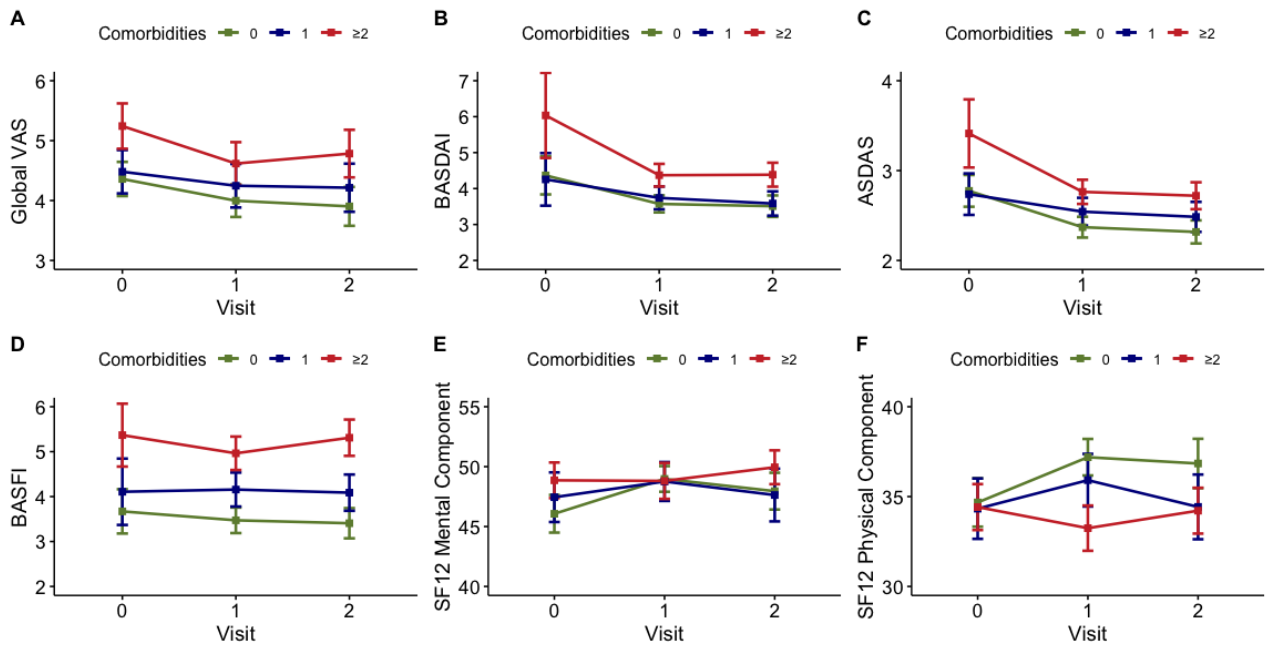 A
Comorbidities 0 1 ≥2
Global VAS
6
5
4
3
0 1 2
Visit
B
Comorbidities 0 1 ≥2
BASDAI
7
6
5
4
3
2
0 1 2
Visit
C
Comorbidities 0 1 ≥2
ASDAS
4
3
2
0 1 2
Visit
D
Comorbidities 0 1 ≥2
BASFI
6
5
4
3
2
0 1 2
Visit
E
Comorbidities 0 1 ≥2
SF12 Mental Component
55
50
45
40
0 1 2
Visit
F
Comorbidities 0 1 ≥2
SF12 Physical Component
40
35
30
0 1 2
Visit